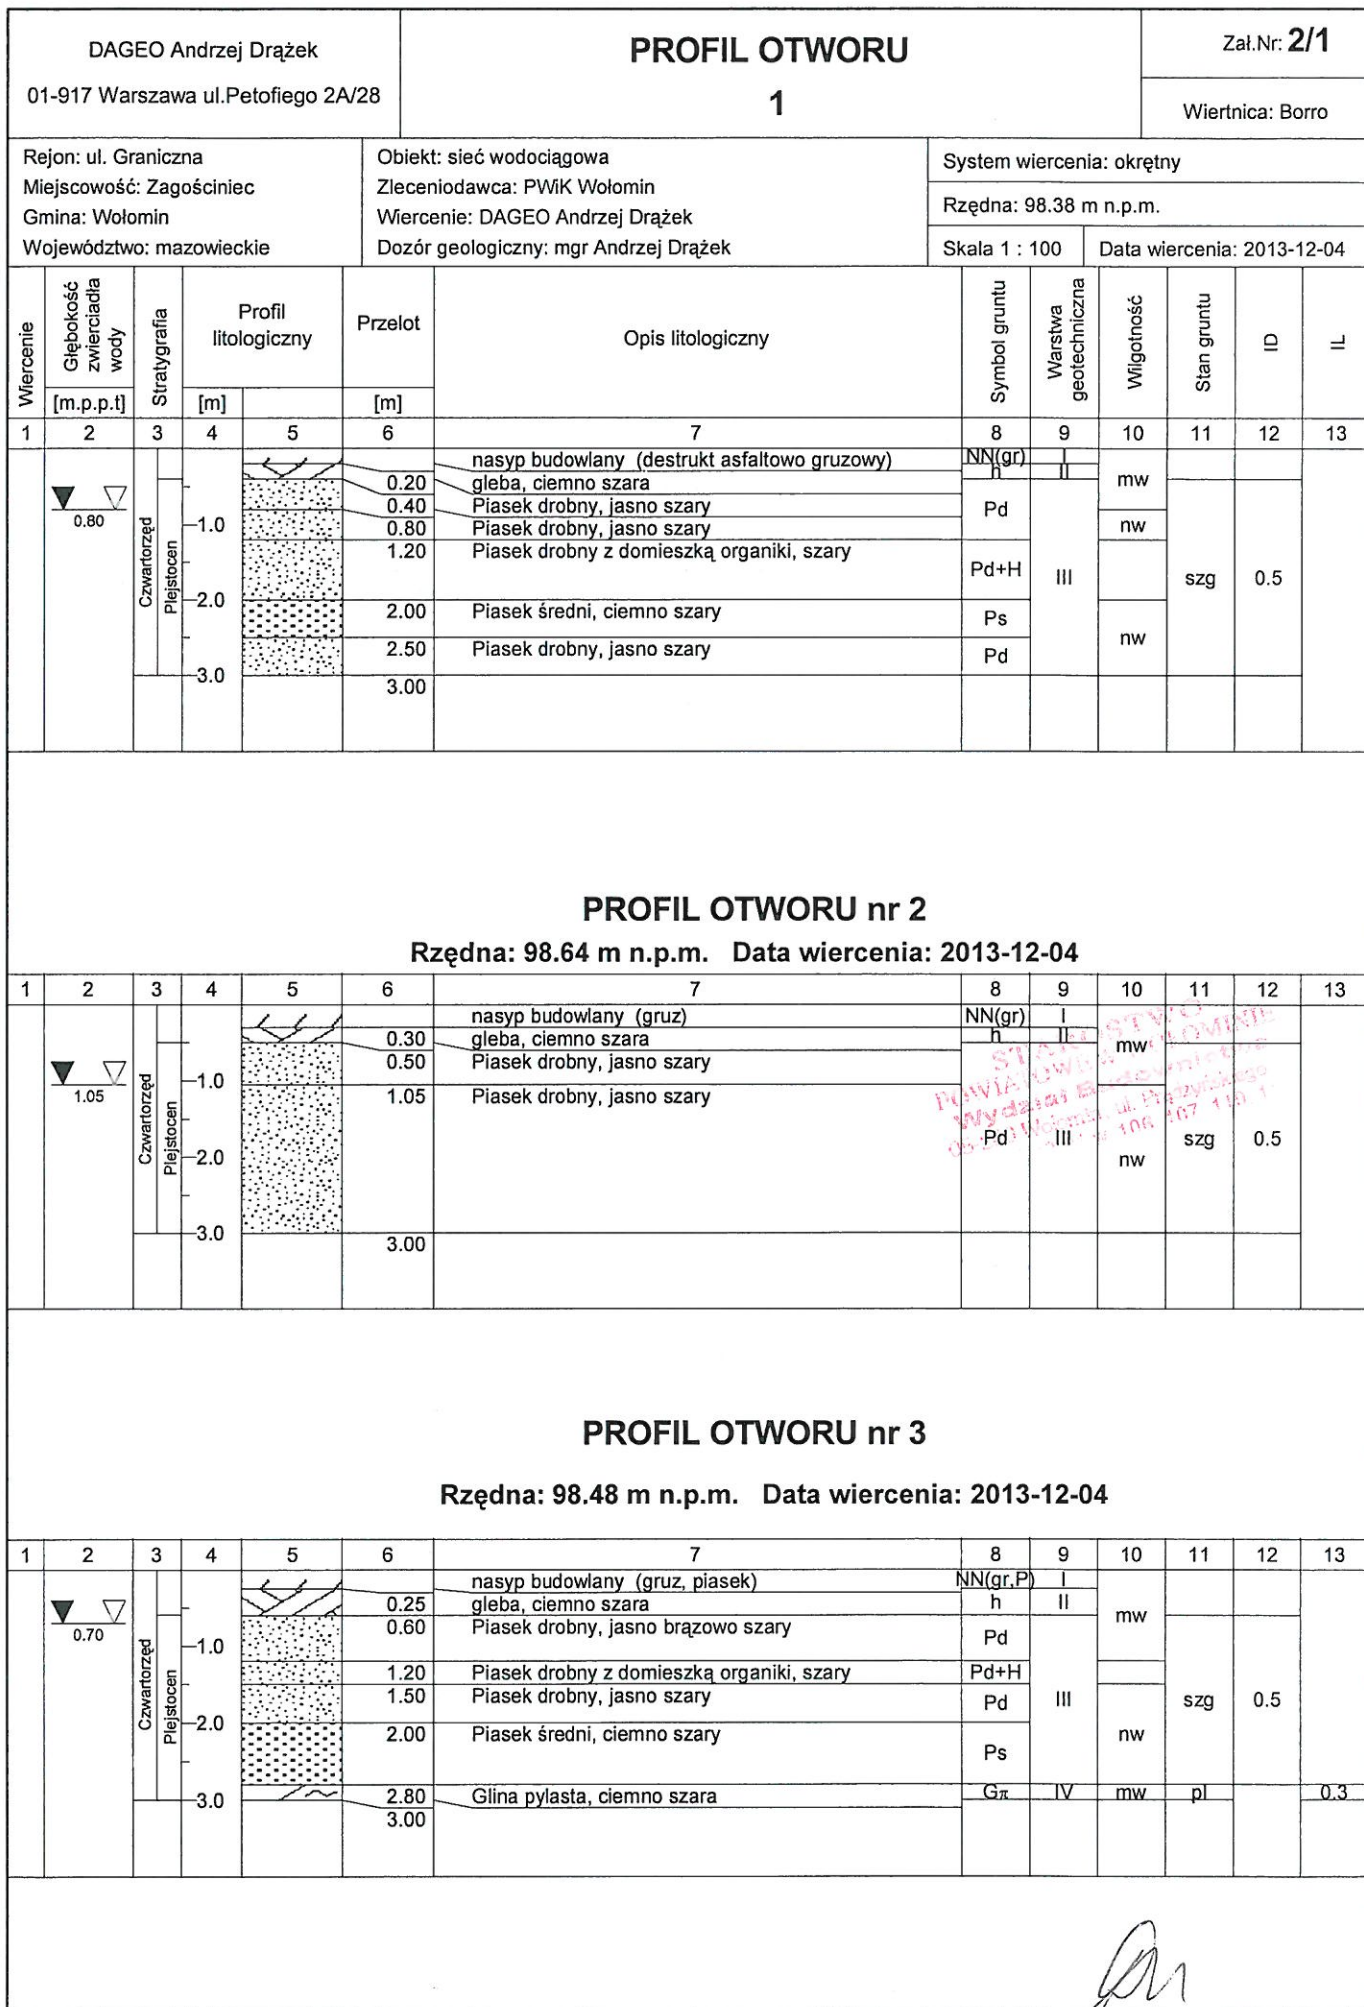 DAGEO Andrzej Drążek
01-917 Warszawa ul.Petofiego 2A/28
PROFIL OTWORU
1
Zał.Nr: 2/1
Wiertnica: Borro
Rejon: ul. Graniczna
Miejscowość: Zagościniec
Gmina: Wołomin
Województwo: mazowieckie
Obiekt: sieć wodociągowa
Zleceniodawca: PWiK Wołomin
Wiercenie: DAGEO Andrzej Drążek
Dozór geologiczny: mgr Andrzej Drążek
System wiercenia: okrętny
Rzędna: 98.38 m n.p.m.
Skala 1 : 100 Data wiercenia: 2013-12-04
Wiercenie
Głębokość zwierciadła wody
[m.p.p.t]
Stratygrafia
Profil litologiczny
[m]
Przelot
[m]
Opis litologiczny
Symbol gruntu
Warstwa geotechniczna
Wilgotność
Stan gruntu
ID
IL
1 2 3 4 5 6 7 8 9 10 11 12 13
nasyp budowlany (destrukt asfaltowo gruzowy) NN(gr) I
0.20 gleba, ciemno szara h II mw
0.40 Piasek drobny, jasno szary Pd
0.80 1.0 0.80 Piasek drobny, jasno szary nw
1.20 Piasek drobny z domieszką organiki, szary
Czwartorzęd Plejstocen Pd+H III szg 0.5
2.0 2.00 Piasek średni, ciemno szary Ps
2.50 Piasek drobny, jasno szary Pd nw
3.0 3.00
PROFIL OTWORU nr 2
Rzędna: 98.64 m n.p.m. Data wiercenia: 2013-12-04
1 2 3 4 5 6 7 8 9 10 11 12 13
nasyp budowlany (gruz) NN(gr) I
0.30 gleba, ciemno szara h II mw
0.50 Piasek drobny, jasno szary
1.05 1.0 1.05 Piasek drobny, jasno szary
STAROSTWO
Wydział Budownictwa
Czwartorzęd Plejstocen Pd III szg 0.5
2.0 nw
3.0 3.00
PROFIL OTWORU nr 3
Rzędna: 98.48 m n.p.m. Data wiercenia: 2013-12-04
1 2 3 4 5 6 7 8 9 10 11 12 13
nasyp budowlany (gruz, piasek) NN(gr,P) I
0.25 gleba, ciemno szara h II mw
0.70 0.60 Piasek drobny, jasno brązowo szary Pd
1.0 1.20 Piasek drobny z domieszką organiki, szary Pd+H
Czwartorzęd Plejstocen 1.50 Piasek drobny, jasno szary Pd III szg 0.5
2.0 2.00 Piasek średni, ciemno szary Ps nw
3.0 2.80 Glina pylasta, ciemno szara Gπ IV mw pl 0.3
3.00